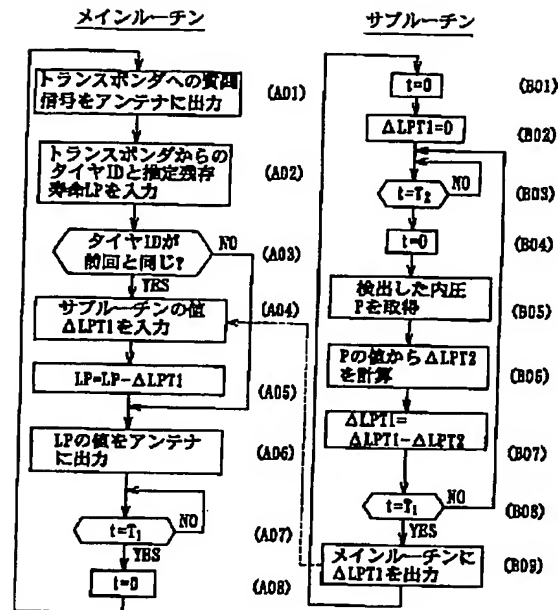 メインルーチン
トランスポンダへの質問
信号をアンテナに出力
(A01)
トランスポンダからの
タイヤIDと推定残存
寿命LPを入力
(A02)
タイヤIDが
前回と同じ?
NO
(A03)
YES
サブルーチンの値
ΔLPT1を入力
(A04)
LP=LP-ΔLPT1
(A05)
LPの値をアンテナ
に出力
(A06)
t=T1
NO
(A07)
YES
t=0
(A08)
サブルーチン
t=0
(B01)
ΔLPT1=0
(B02)
NO
t=T2
(B03)
t=0
(B04)
検出した内圧
Pを取得
(B05)
Pの値からΔLPT2
を計算
(B06)
ΔLPT1=
ΔLPT1-ΔLPT2
(B07)
t=T1
NO
(B08)
YES
メインルーチンに
ΔLPT1を出力
(B09)